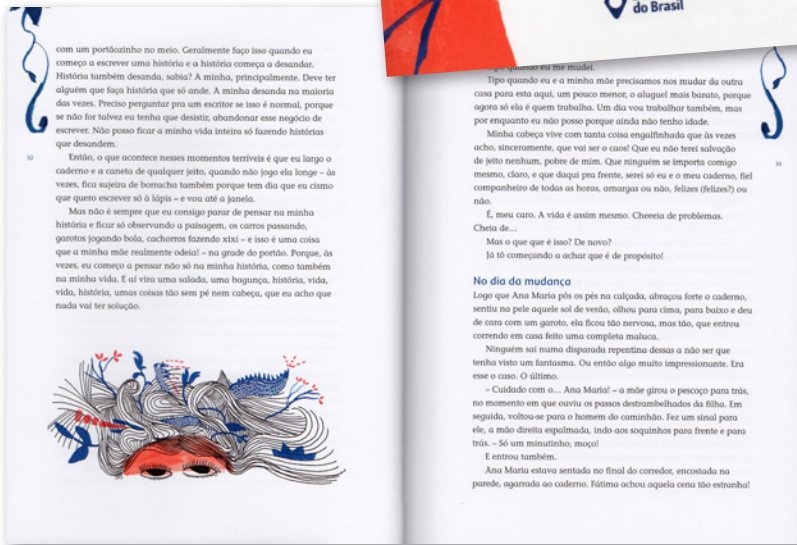 com um portãozinho no meio. Geralmente faço isso quando eu
começo a escrever uma história e a história começa a desandar.
História também desanda, sabia? A minha, principalmente. Deve ter
alguém que faça história que só ande. A minha desanda na maioria
das vezes. Preciso perguntar pra um escritor se isso é normal, porque
se não for talvez eu tenha que desistir, abandonar esse negócio de
escrever. Não posso ficar a minha vida inteira só fazendo histórias
que desandem.
Então, o que acontece nesses momentos terríveis é que eu largo o
caderno e a caneta de qualquer jeito, quando não jogo ela longe – às
vezes, fica sujeira de borracha também porque tem dia que eu cismo
que quero escrever só à lápis – e vou até a janela.
Mas não é sempre que eu consigo parar de pensar na minha
história e ficar só observando a paisagem, os carros passando,
garotos jogando bola, cachorros fazendo xixi – e isso é uma coisa
que a minha mãe realmente odeia! – na grade do portão. Porque, às
vezes, eu começo a pensar não só na minha história, como também
na minha vida. E aí vira uma salada, uma bagunça, história, vida,
vida, história, umas coisas tão sem pé nem cabeça, que eu acho que
nada vai ter solução.
do Brasil
Tipo quando eu me mudei.
Tipo quando eu e a minha mãe precisamos nos mudar da outra
casa para esta aqui, um pouco menor, o aluguel mais barato, porque
agora só ela é quem trabalha. Um dia vou trabalhar também, mas
por enquanto eu não posso porque ainda não tenho idade.
Minha cabeça vive com tanta coisa engalfinhada que às vezes
acho, sinceramente, que vai ser o caos! Que eu não terei salvação
de jeito nenhum, pobre de mim. Que ninguém se importa comigo
mesmo, claro, e que daqui pra frente, serei só eu e o meu caderno, fiel
companheiro de todas as horas, amargas ou não, felizes (felizes?) ou
não.
É, meu caro. A vida é assim mesmo. Cheeeia de problemas.
Cheia de...
Mas o que que é isso? De novo?
Já tô começando a achar que é de propósito!
No dia da mudança
Logo que Ana Maria pôs os pés na calçada, abraçou forte o caderno,
sentiu na pele aquele sol de verão, olhou para cima, para baixo e deu
de cara com um garoto, ela ficou tão nervosa, mas tão, que entrou
correndo em casa feito uma completa maluca.
Ninguém sai numa disparada repentina dessas a não ser que
tenha visto um fantasma. Ou então algo muito impressionante. Era
esse o caso. O último.
– Cuidado com o... Ana Maria! – a mãe girou o pescoço para trás,
no momento em que ouviu os passos destrambelhados da filha. Em
seguida, voltou-se para o homem do caminhão. Fez um sinal para
ele, a mão direita espalmada, indo aos soquinhos para frente e para
trás. – Só um minutinho, moço!
E entrou também.
Ana Maria estava sentada no final do corredor, encostada na
parede, agarrada ao caderno. Fátima achou aquela cena tão estranha!